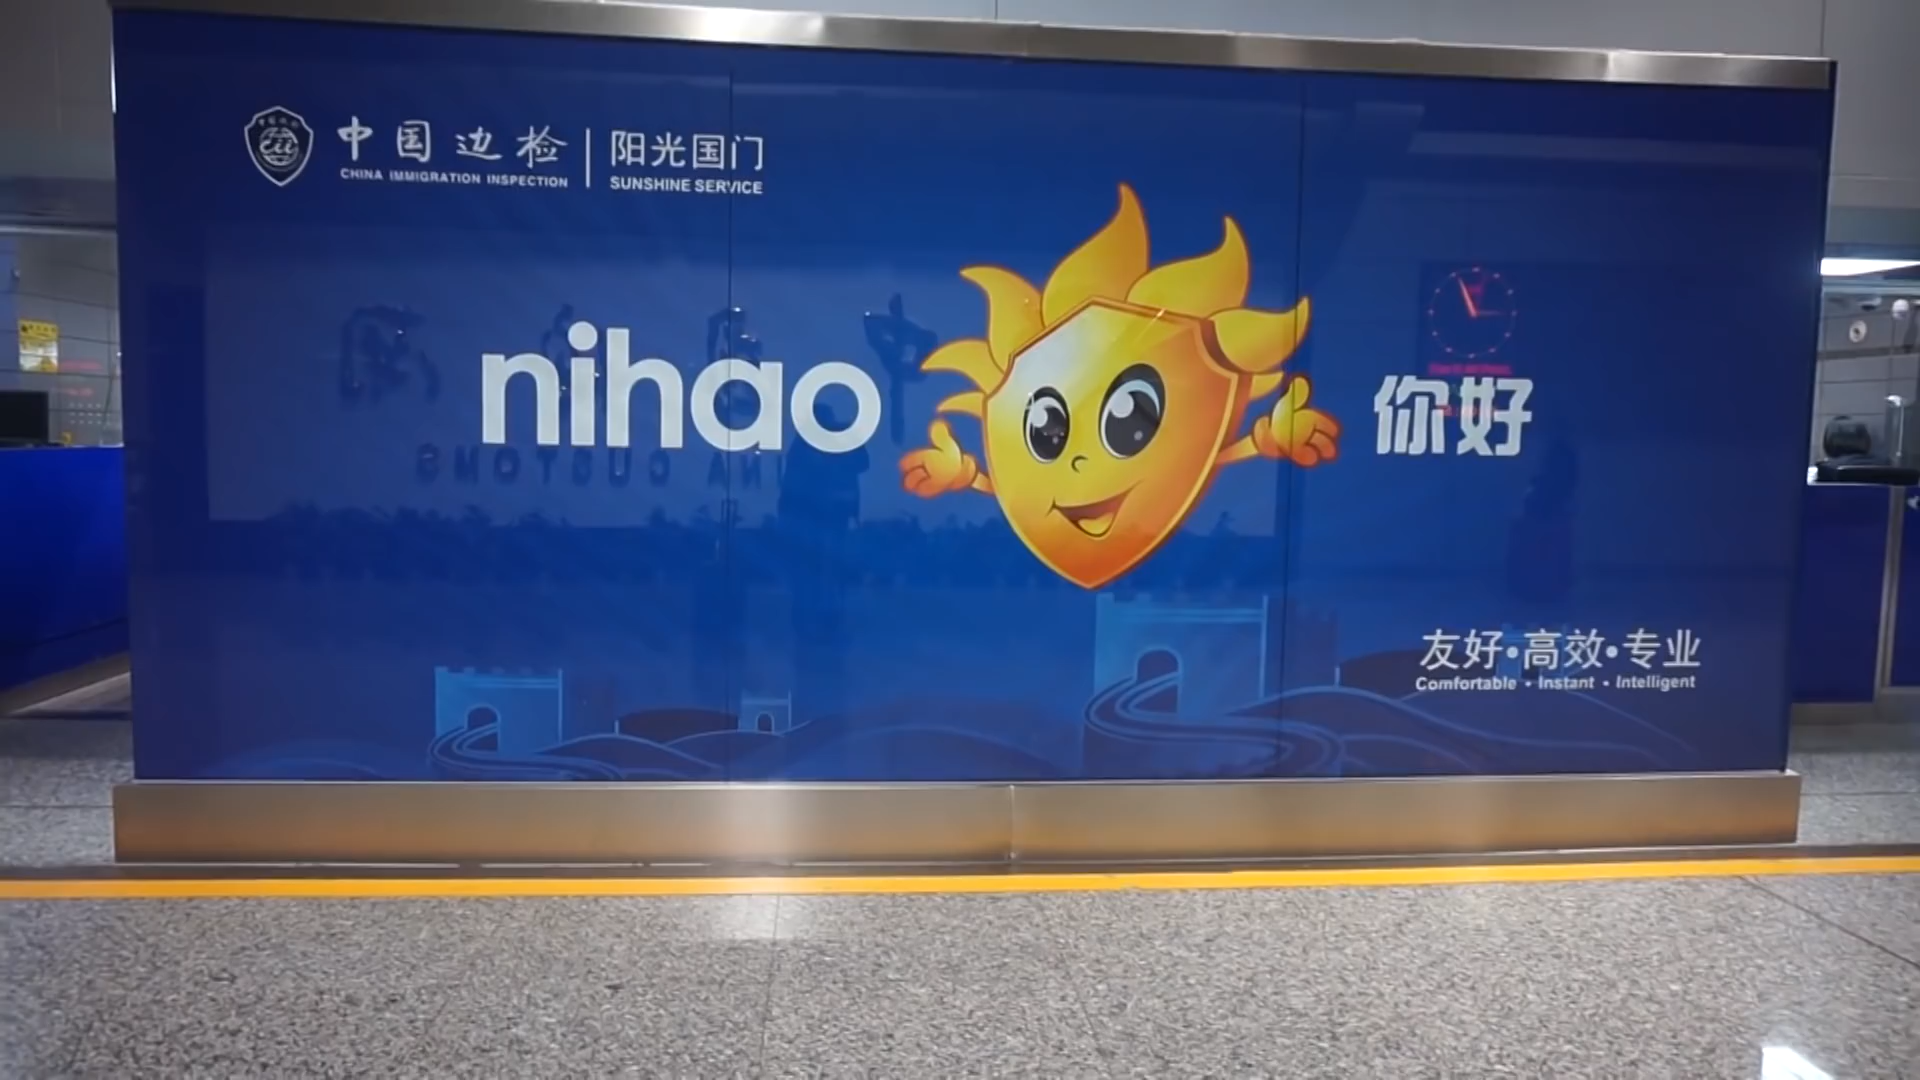 中国边检
CHINA IMMIGRATION INSPECTION
阳光国门
SUNSHINE SERVICE
nihao
你好
友好·高效·专业
Comfortable · Instant · Intelligent